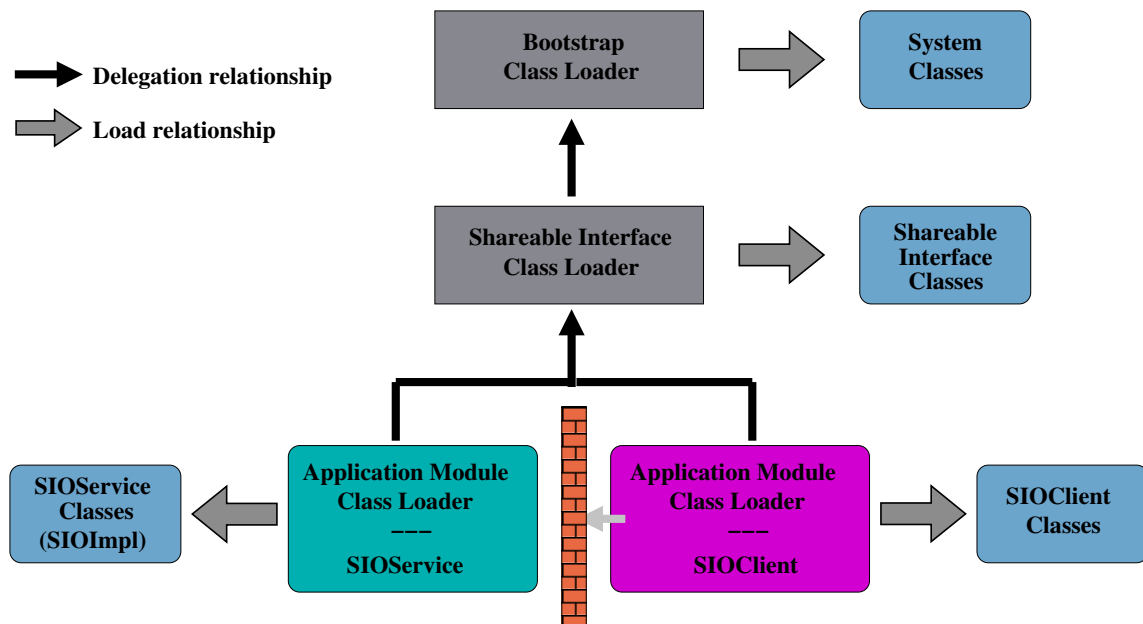 Delegation relationship
Load relationship
Bootstrap
Class Loader
System
Classes
Shareable Interface
Class Loader
Shareable
Interface
Classes
SIOService
Classes
(SIOImpl)
Application Module
Class Loader
−−−
SIOService
Application Module
Class Loader
−−−
SIOClient
SIOClient
Classes